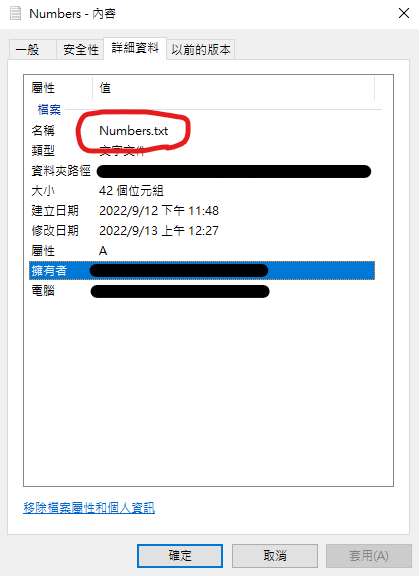 Numbers - 內容
一般 安全性 詳細資料 以前的版本
屬性 值
檔案
名稱 Numbers.txt
類型 文字文件
資料夾路徑
大小 42 個位元組
建立日期 2022/9/12 下午 11:48
修改日期 2022/9/13 上午 12:27
屬性 A
擁有者
電腦
移除檔案屬性和個人資訊
確定 取消 套用(A)